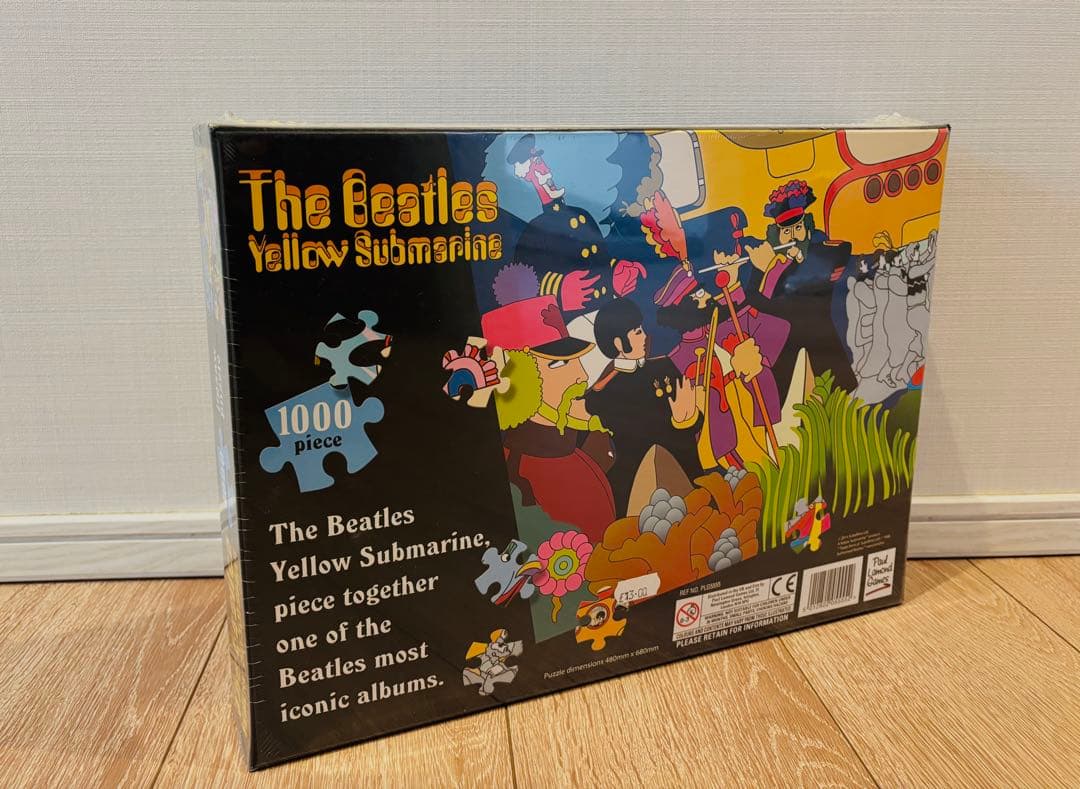 The Beatles
Yellow Submarine
1000
piece
The Beatles
Yellow Submarine,
piece together
one of the
Beatles most
iconic albums.
£13.00
Puzzle dimensions 480mm x 680mm
REF NO.
CE
PLEASE RETAIN FOR INFORMATION
Paul
Lamond
Games